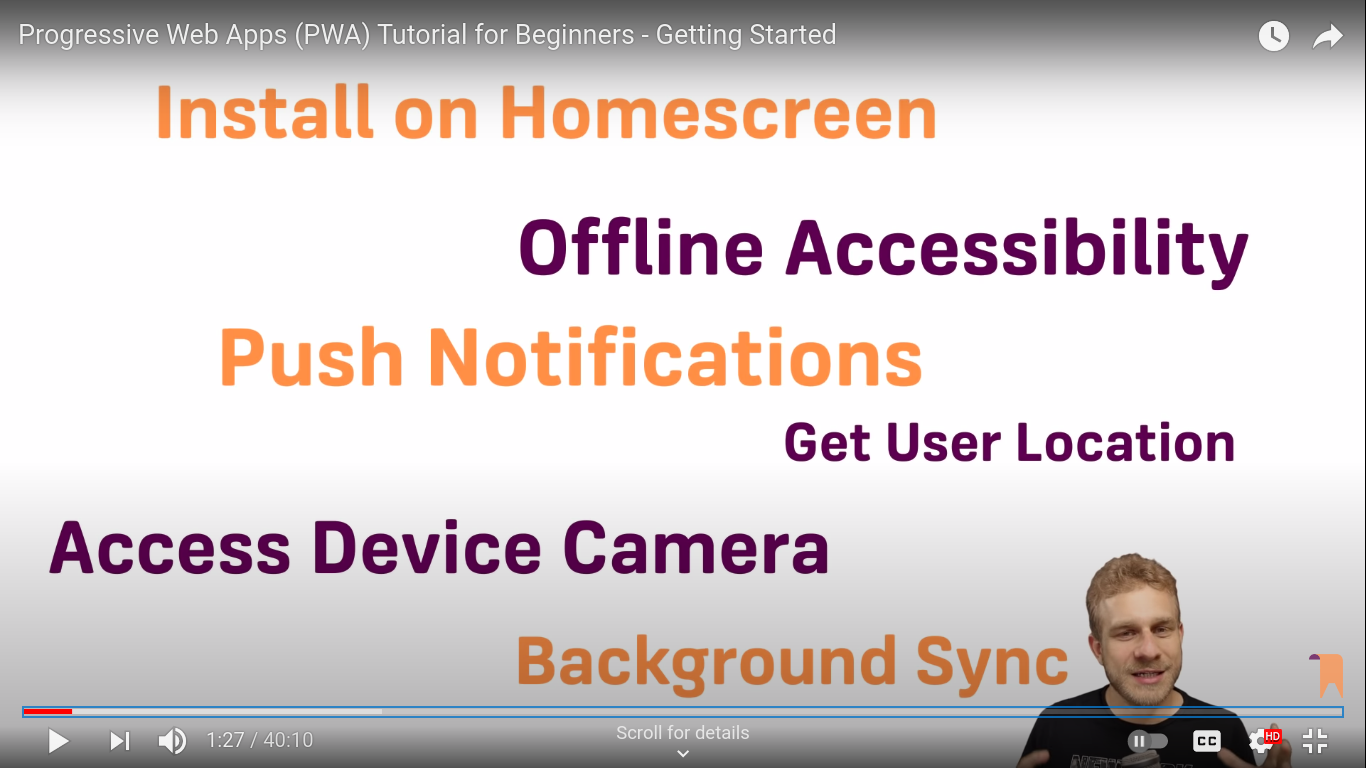 Progressive Web Apps (PWA) Tutorial for Beginners - Getting Started
Install on Homescreen
Offline Accessibility
Push Notifications
Get User Location
Access Device Camera
Background Sync
Scroll for details
1:27 / 40:10
CC
HD